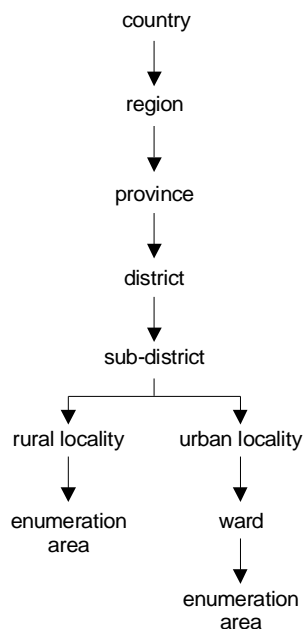 country
region
province
district
sub-district
rural locality
urban locality
enumeration
area
ward
enumeration
area